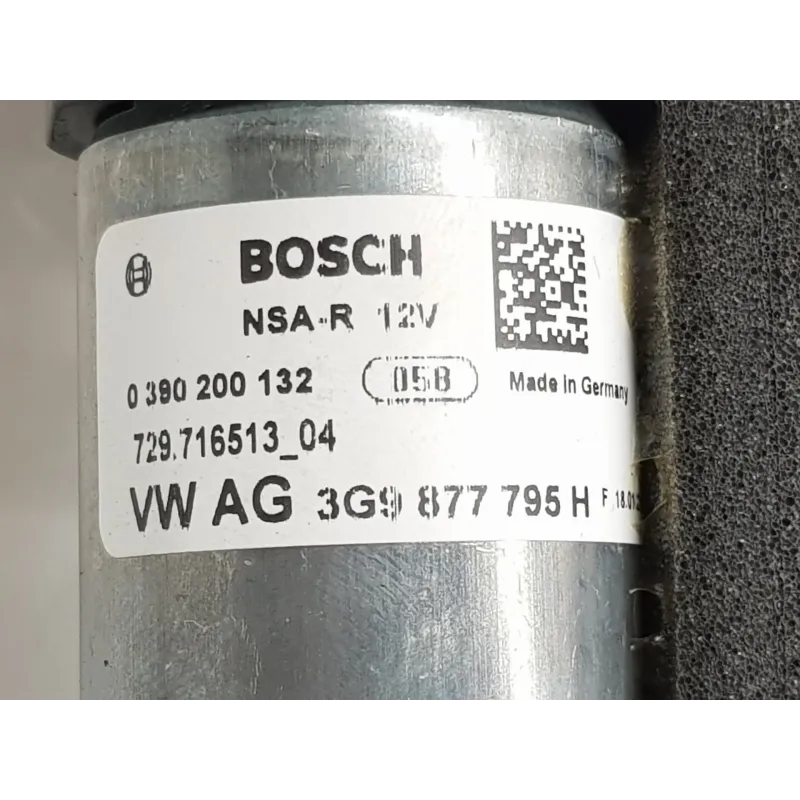 BOSCH
NSA-R 12V
0 390 200 132 05B Made in Germany
729.716513_04
VW AG 3G9 877 795 H F